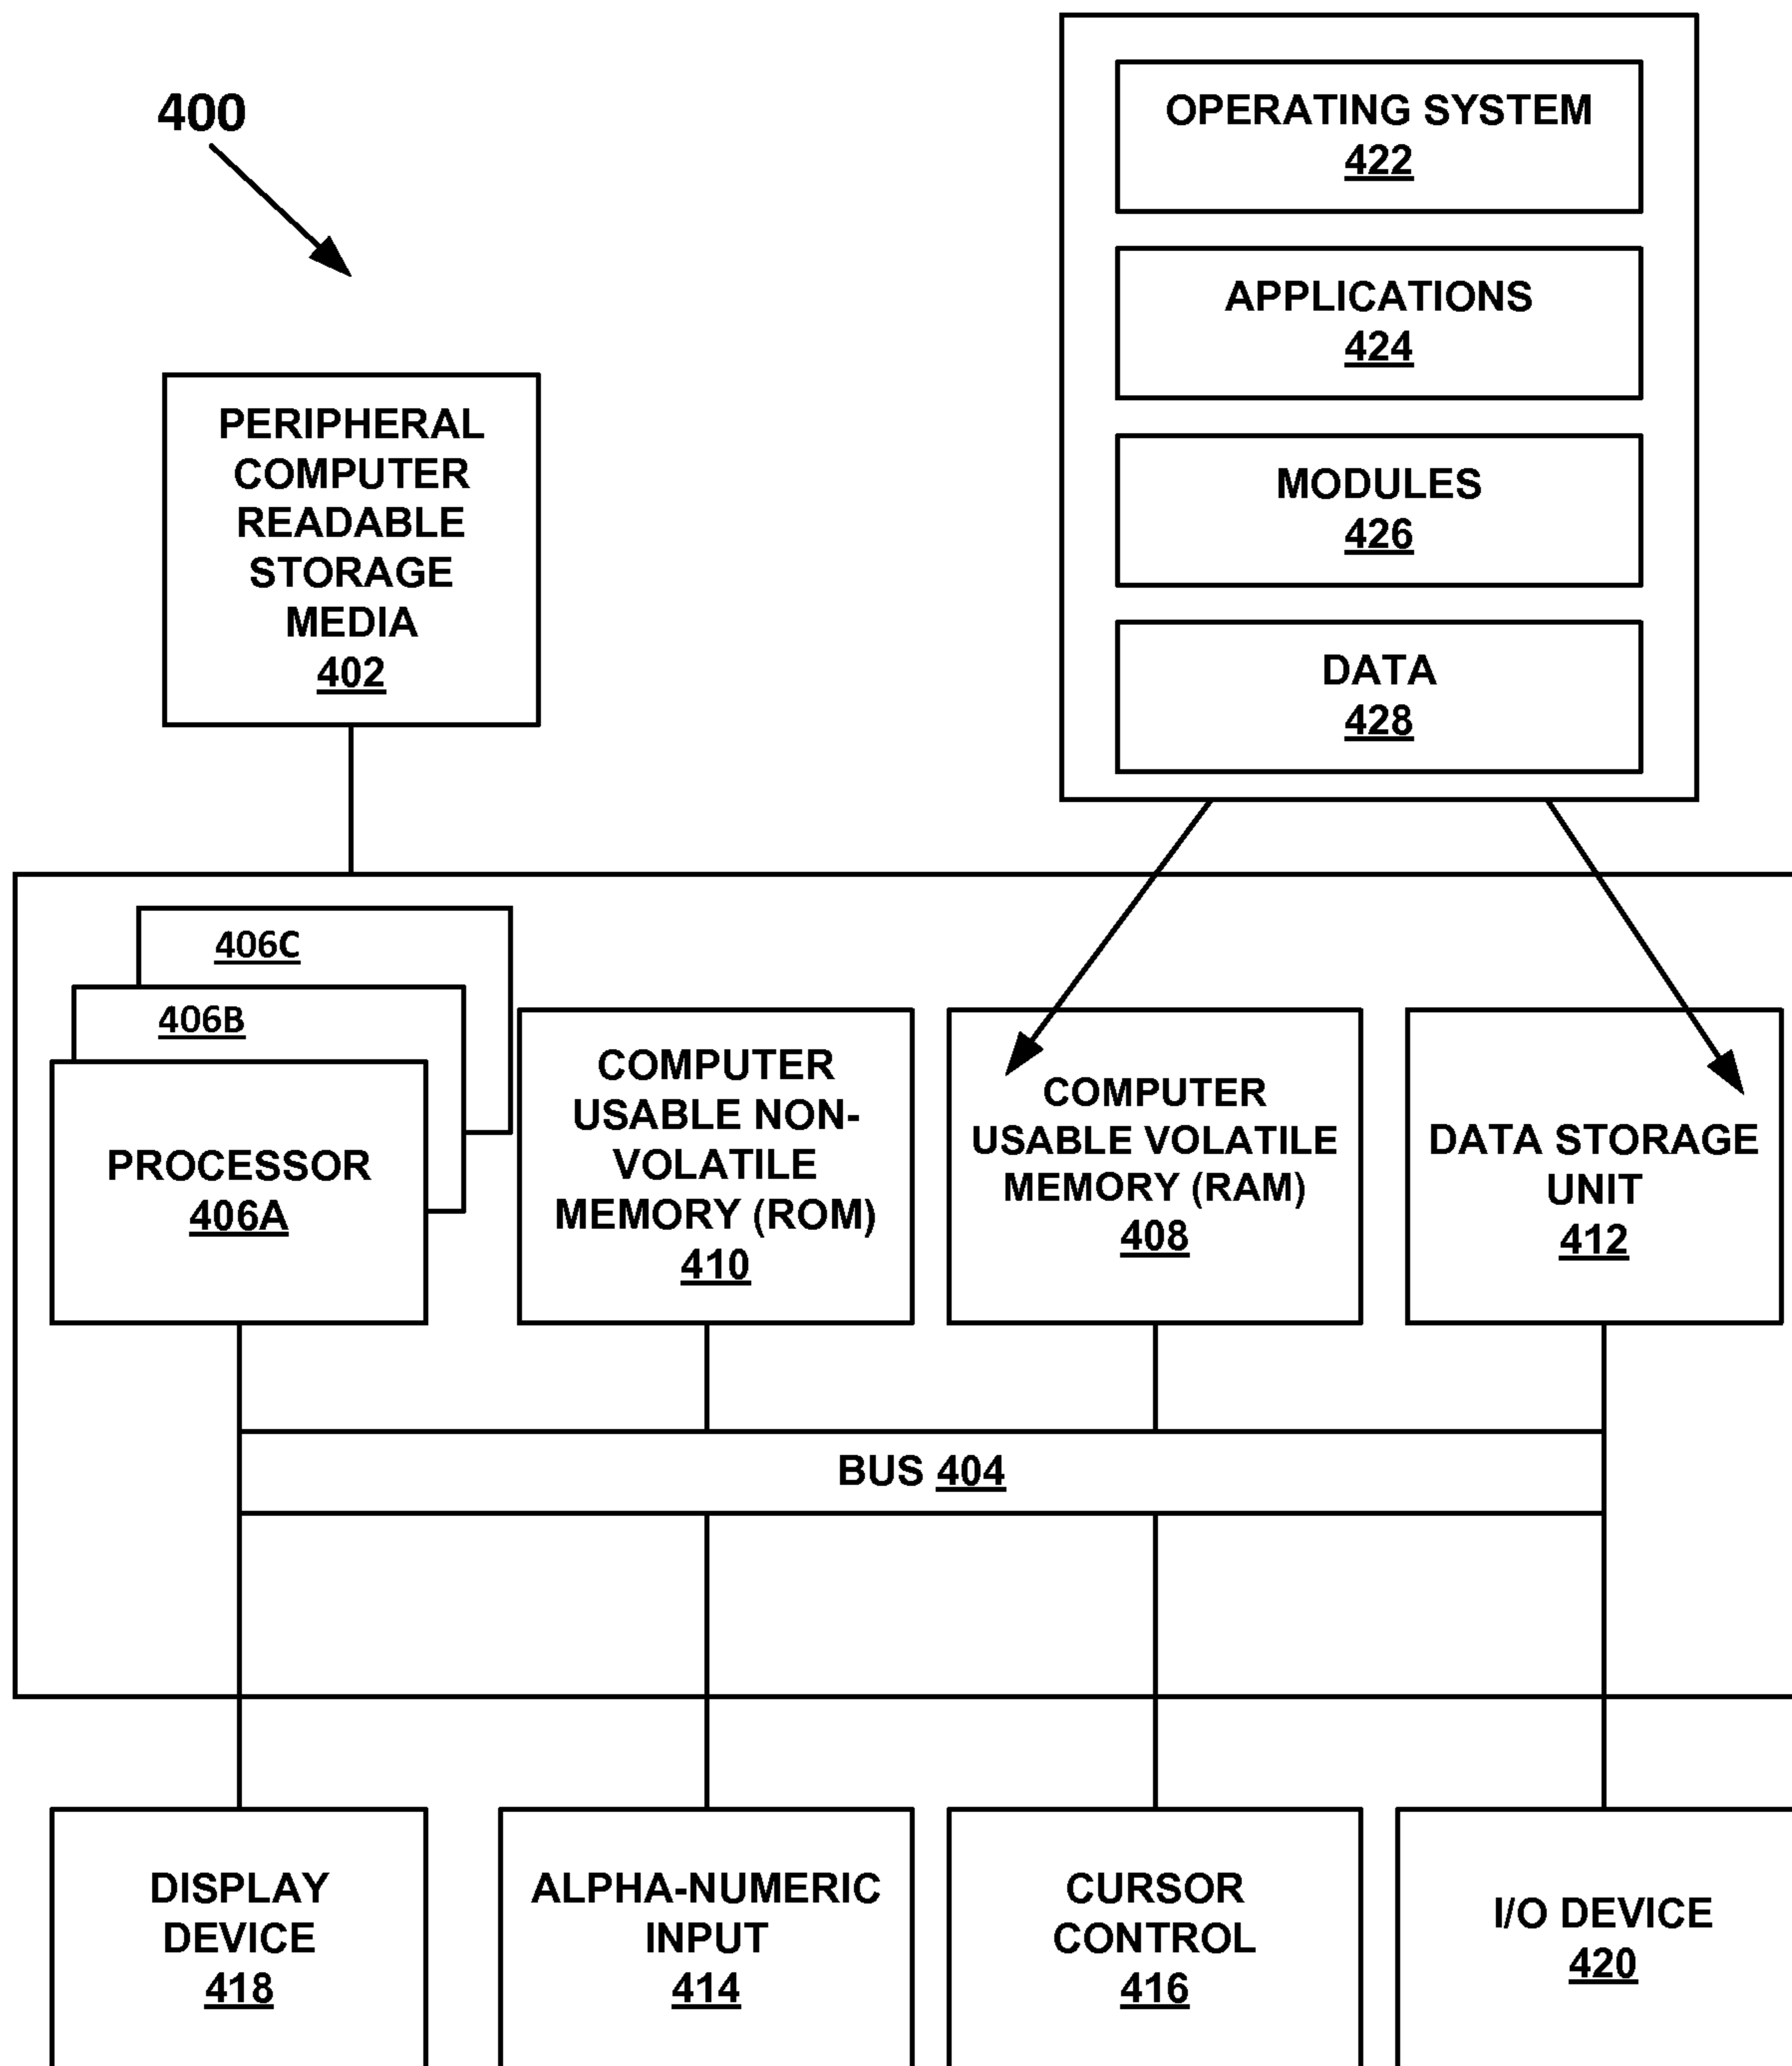 400
OPERATING SYSTEM
422
APPLICATIONS
424
MODULES
426
DATA
428
PERIPHERAL
COMPUTER
READABLE
STORAGE
MEDIA
402
406C
406B
PROCESSOR
406A
COMPUTER
USABLE NON-
VOLATILE
MEMORY (ROM)
410
COMPUTER
USABLE VOLATILE
MEMORY (RAM)
408
DATA STORAGE
UNIT
412
BUS 404
DISPLAY
DEVICE
418
ALPHA-NUMERIC
INPUT
414
CURSOR
CONTROL
416
I/O DEVICE
420